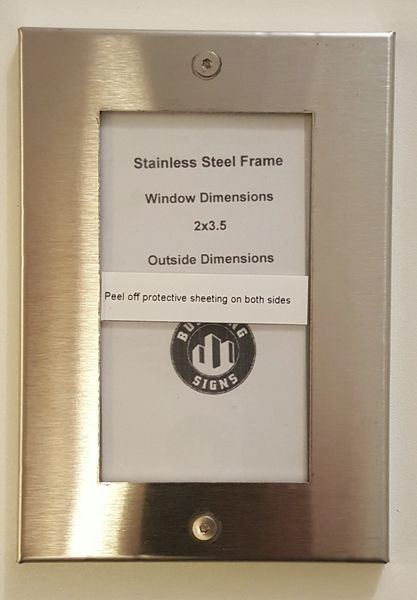 Stainless Steel Frame
Window Dimensions
2x3.5
Outside Dimensions
Peel off protective sheeting on both sides
SIGNS